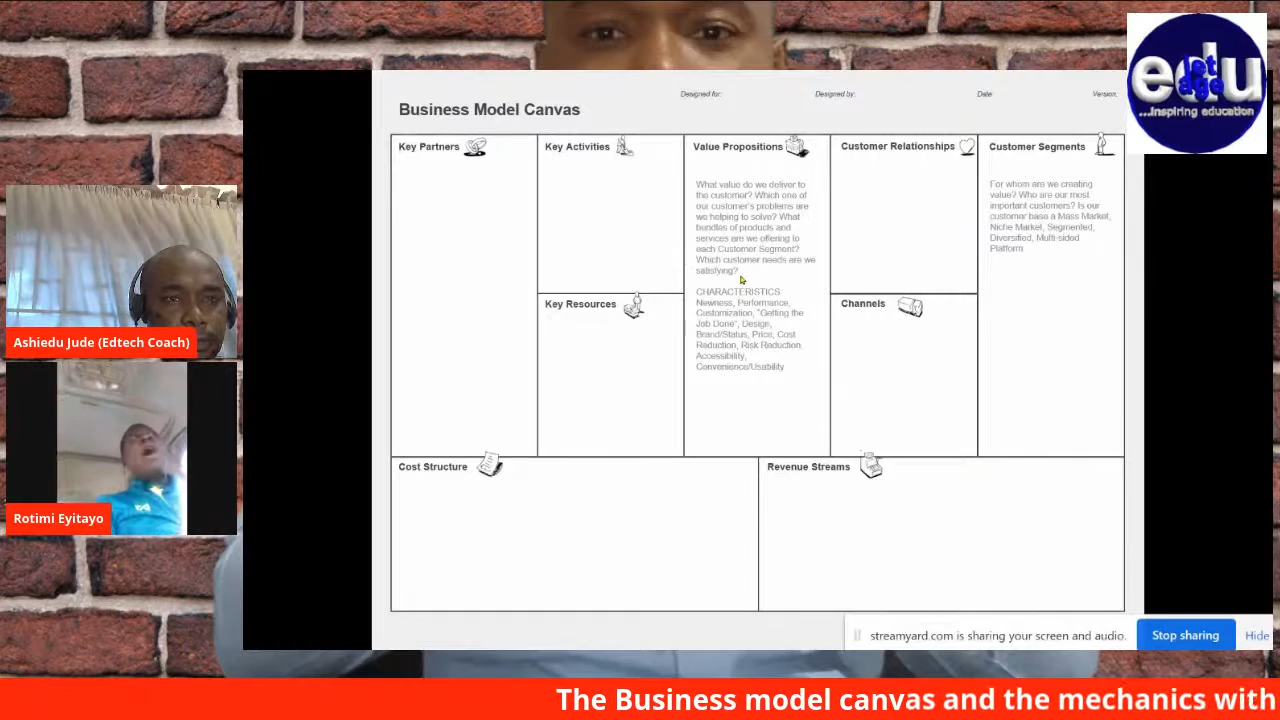 edu
jet
age
...inspiring education
Designed for:
Designed by:
Date:
Version:
Business Model Canvas
Key Partners
Key Activities
Value Propositions
Customer Relationships
Customer Segments
What value do we deliver to
the customer? Which one of
our customer's problems are
we helping to solve? What
bundles of products and
services are we offering to
each Customer Segment?
Which customer needs are we
satisfying?
CHARACTERISTICS
Newness, Performance,
Customization, "Getting the
Job Done", Design,
Brand/Status, Price, Cost
Reduction, Risk Reduction,
Accessibility,
Convenience/Usability
For whom are we creating
value? Who are our most
important customers? Is our
customer base a Mass Market,
Niche Market, Segmented,
Diversified, Multi-sided
Platform
Key Resources
Channels
Cost Structure
Revenue Streams
Ashiedu Jude (Edtech Coach)
Rotimi Eyitayo
streamyard.com is sharing your screen and audio.
Stop sharing
Hide
The Business model canvas and the mechanics with